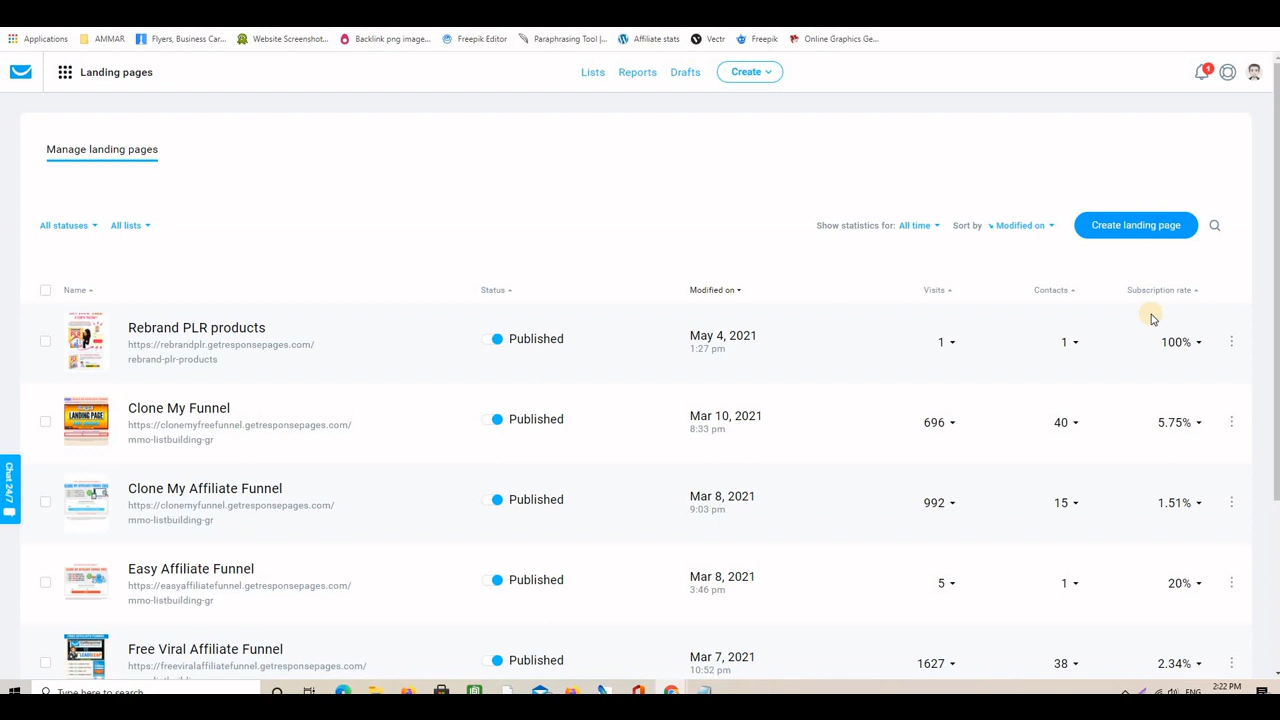 Applications AMMAR Flyers, Business Car... Website Screenshot... Backlink png image... Freepik Editor Paraphrasing Tool |... Affiliate stats Vectr Freepik Online Graphics Ge...
Landing pages Lists Reports Drafts Create 1
Manage landing pages
All statuses All lists Show statistics for: All time Sort by Modified on Create landing page
Name Status Modified on Visits Contacts Subscription rate
Rebrand PLR products
https://rebrandplr.getresponsepages.com/
rebrand-plr-products
Published
May 4, 2021
1:27 pm
1 1 100%
Clone My Funnel
https://clonemyfreefunnel.getresponsepages.com/
mmo-listbuilding-gr
Published
Mar 10, 2021
8:33 pm
696 40 5.75%
Clone My Affiliate Funnel
https://clonemyfunnel.getresponsepages.com/
mmo-listbuilding-gr
Published
Mar 8, 2021
9:03 pm
992 15 1.51%
Chat 24/7
Easy Affiliate Funnel
https://easyaffiliatefunnel.getresponsepages.com/
mmo-listbuilding-gr
Published
Mar 8, 2021
3:46 pm
5 1 20%
Free Viral Affiliate Funnel
https://freeviralaffiliatefunnel.getresponsepages.com/
Published
Mar 7, 2021
10:52 pm
1627 38 2.34%
Type here to search ENG 2:22 PM